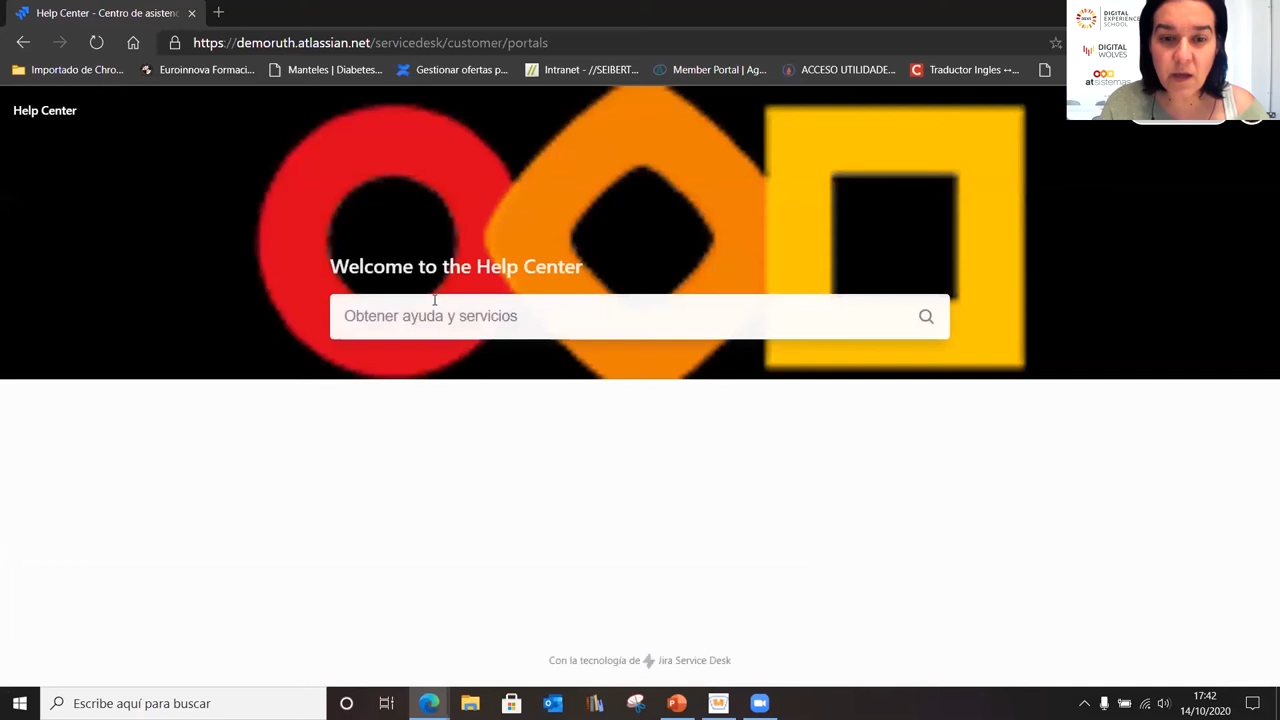 Help Center - Centro de asistenc
https://demoruth.atlassian.net/servicedesk/customer/portals
Importado de Chro...
Euroinnova Formaci...
Manteles | Diabetes...
Gestionar ofertas p...
Intranet - //SEIBERT...
Member Portal | Ag...
ACCESO UTILIDADE...
Traductor Ingles ↔...
DEXS
DIGITAL
EXPERIENCE
SCHOOL
DIGITAL
WOLVES
atsistemas
Help Center
Welcome to the Help Center
Obtener ayuda y servicios
Con la tecnología de Jira Service Desk
Escribe aquí para buscar
17:42
14/10/2020